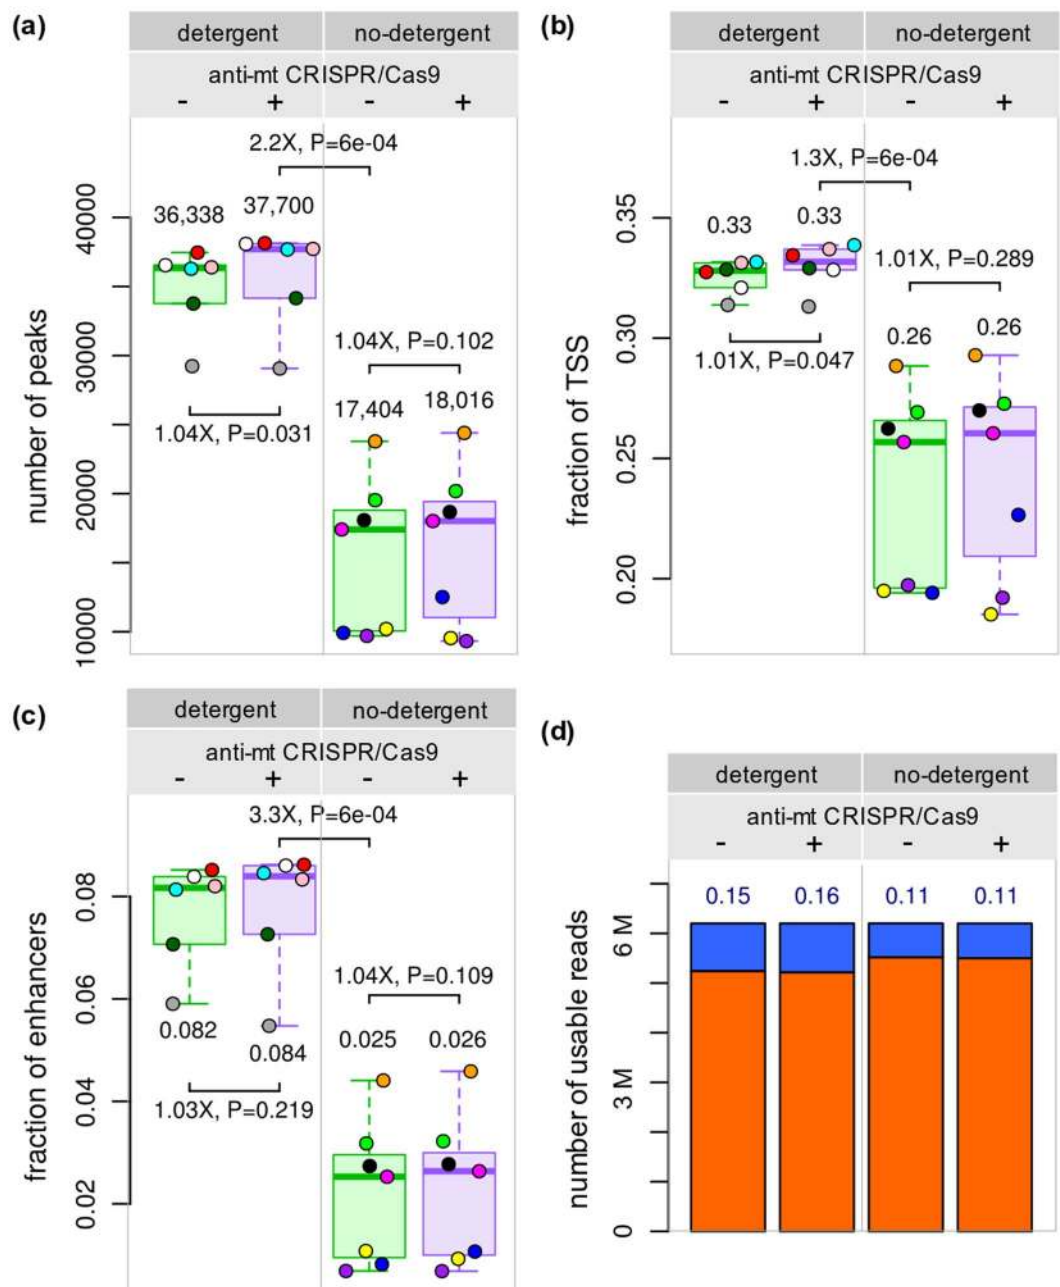 (a)
detergent no-detergent
anti-mt CRISPR/Cas9
- + - +
2.2X, P=6e-04
36,338 37,700
1.04X, P=0.102
17,404 18,016
1.04X, P=0.031
number of peaks
40000
30000
20000
10000
(b)
detergent no-detergent
anti-mt CRISPR/Cas9
- + - +
1.3X, P=6e-04
0.33 0.33
1.01X, P=0.289
0.26 0.26
1.01X, P=0.047
fraction of TSS
0.35
0.30
0.25
0.20
(c)
detergent no-detergent
anti-mt CRISPR/Cas9
- + - +
3.3X, P=6e-04
1.04X, P=0.109
0.082 0.084
0.025 0.026
1.03X, P=0.219
fraction of enhancers
0.08
0.06
0.04
0.02
(d)
detergent no-detergent
anti-mt CRISPR/Cas9
- + - +
0.15 0.16 0.11 0.11
number of usable reads
6 M
3 M
0